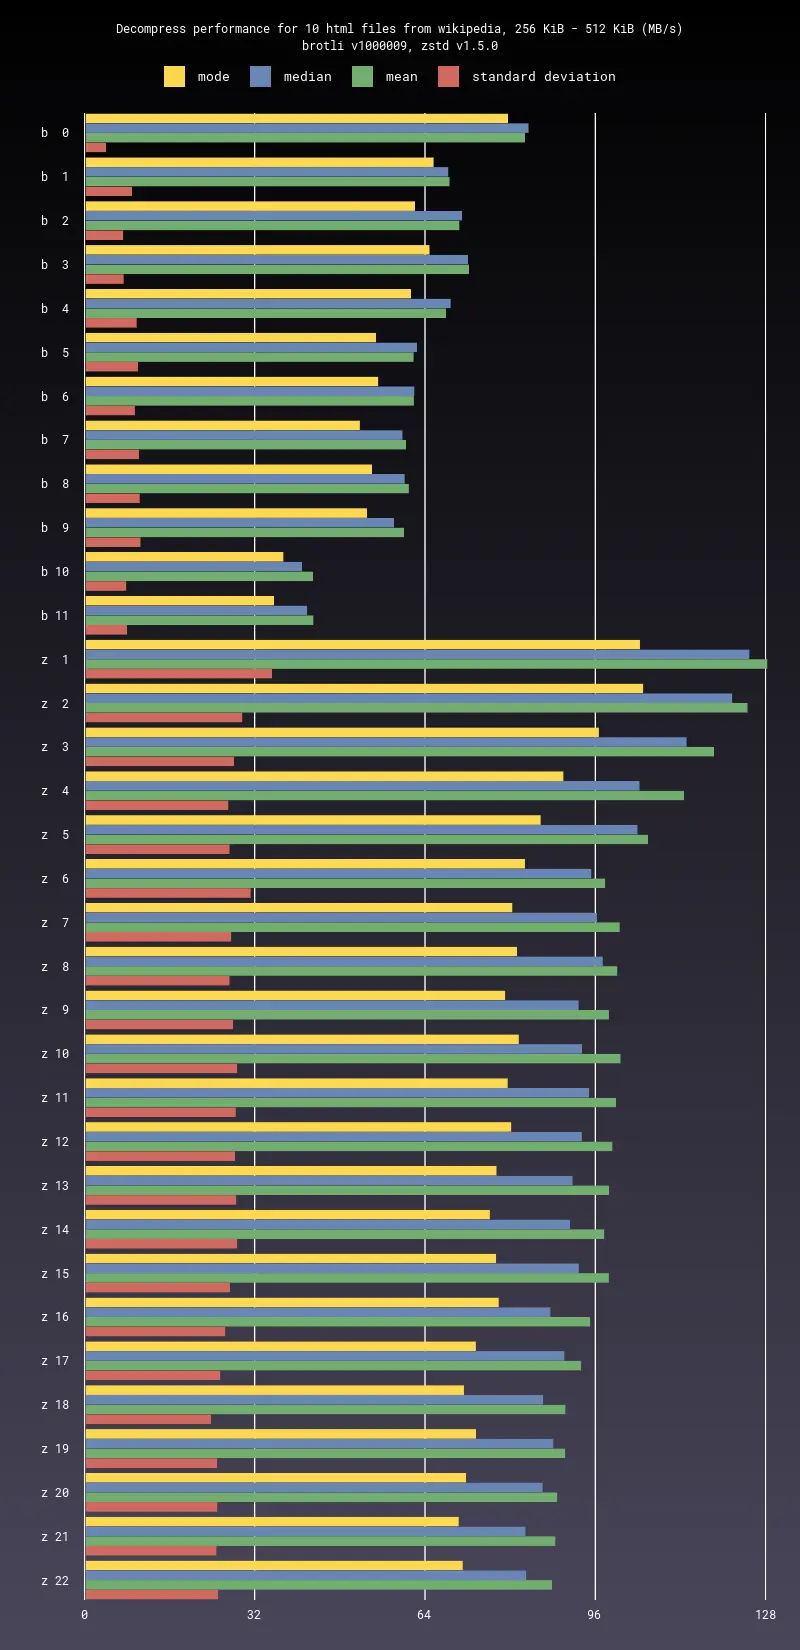 Decompress performance for 10 html files from wikipedia, 256 KiB - 512 KiB (MB/s)
brotli v1000009, zstd v1.5.0
mode median mean standard deviation
b 0
b 1
b 2
b 3
b 4
b 5
b 6
b 7
b 8
b 9
b 10
b 11
z 1
z 2
z 3
z 4
z 5
z 6
z 7
z 8
z 9
z 10
z 11
z 12
z 13
z 14
z 15
z 16
z 17
z 18
z 19
z 20
z 21
z 22
0 32 64 96 128